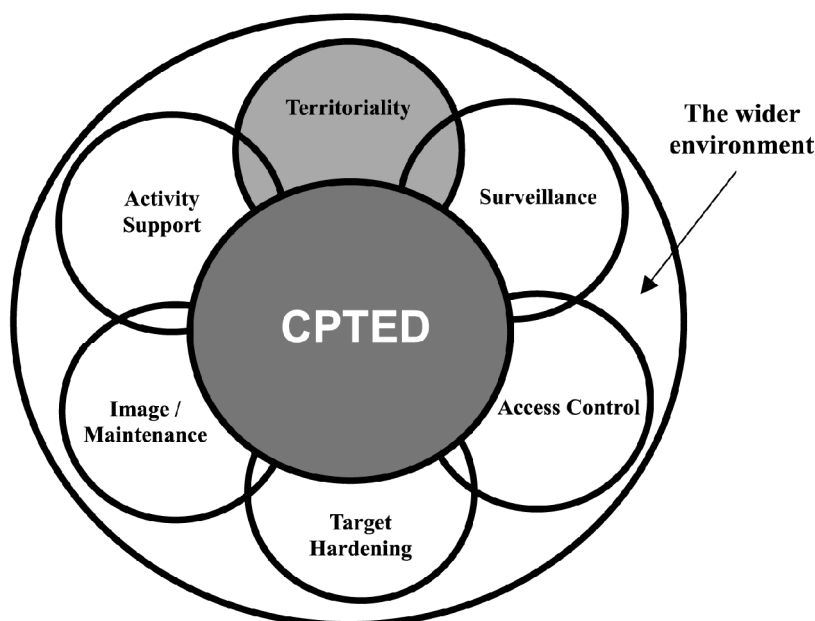 Territoriality
The wider
environment
Activity
Support
Surveillance
CPTED
Image /
Maintenance
Access Control
Target
Hardening